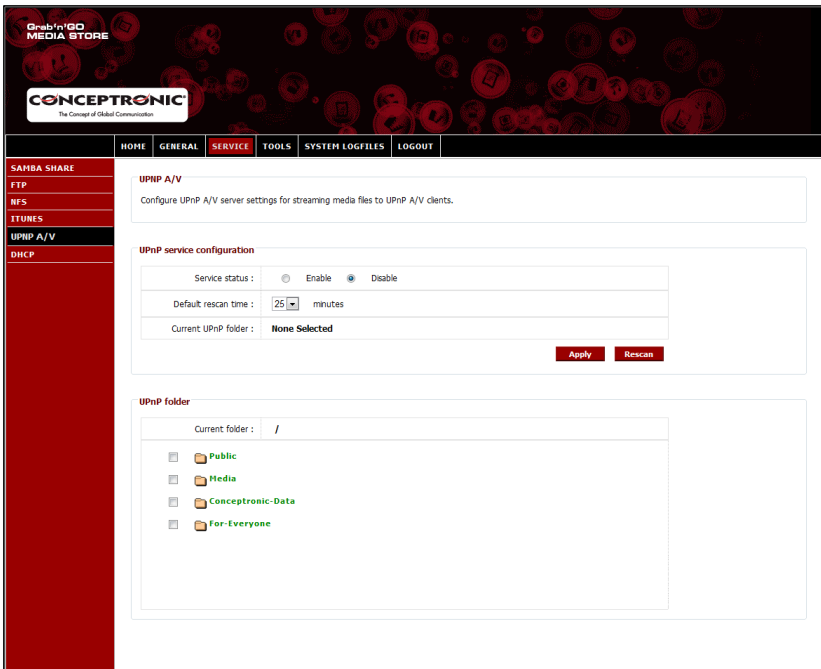 Grab'n'GO
MEDIA STORE
CONCEPTRONIC
The Concept of Global Communication
HOME GENERAL SERVICE TOOLS SYSTEM LOGFILES LOGOUT
SAMBA SHARE
FTP
NFS
ITUNES
UPNP A/V
DHCP
UPNP A/V
Configure UPnP A/V server settings for streaming media files to UPnP A/V clients.
UPnP service configuration
Service status : Enable Disable
Default rescan time : 25 minutes
Current UPnP folder : None Selected
Apply Rescan
UPnP folder
Current folder : /
Public
Media
Conceptronic-Data
For-Everyone